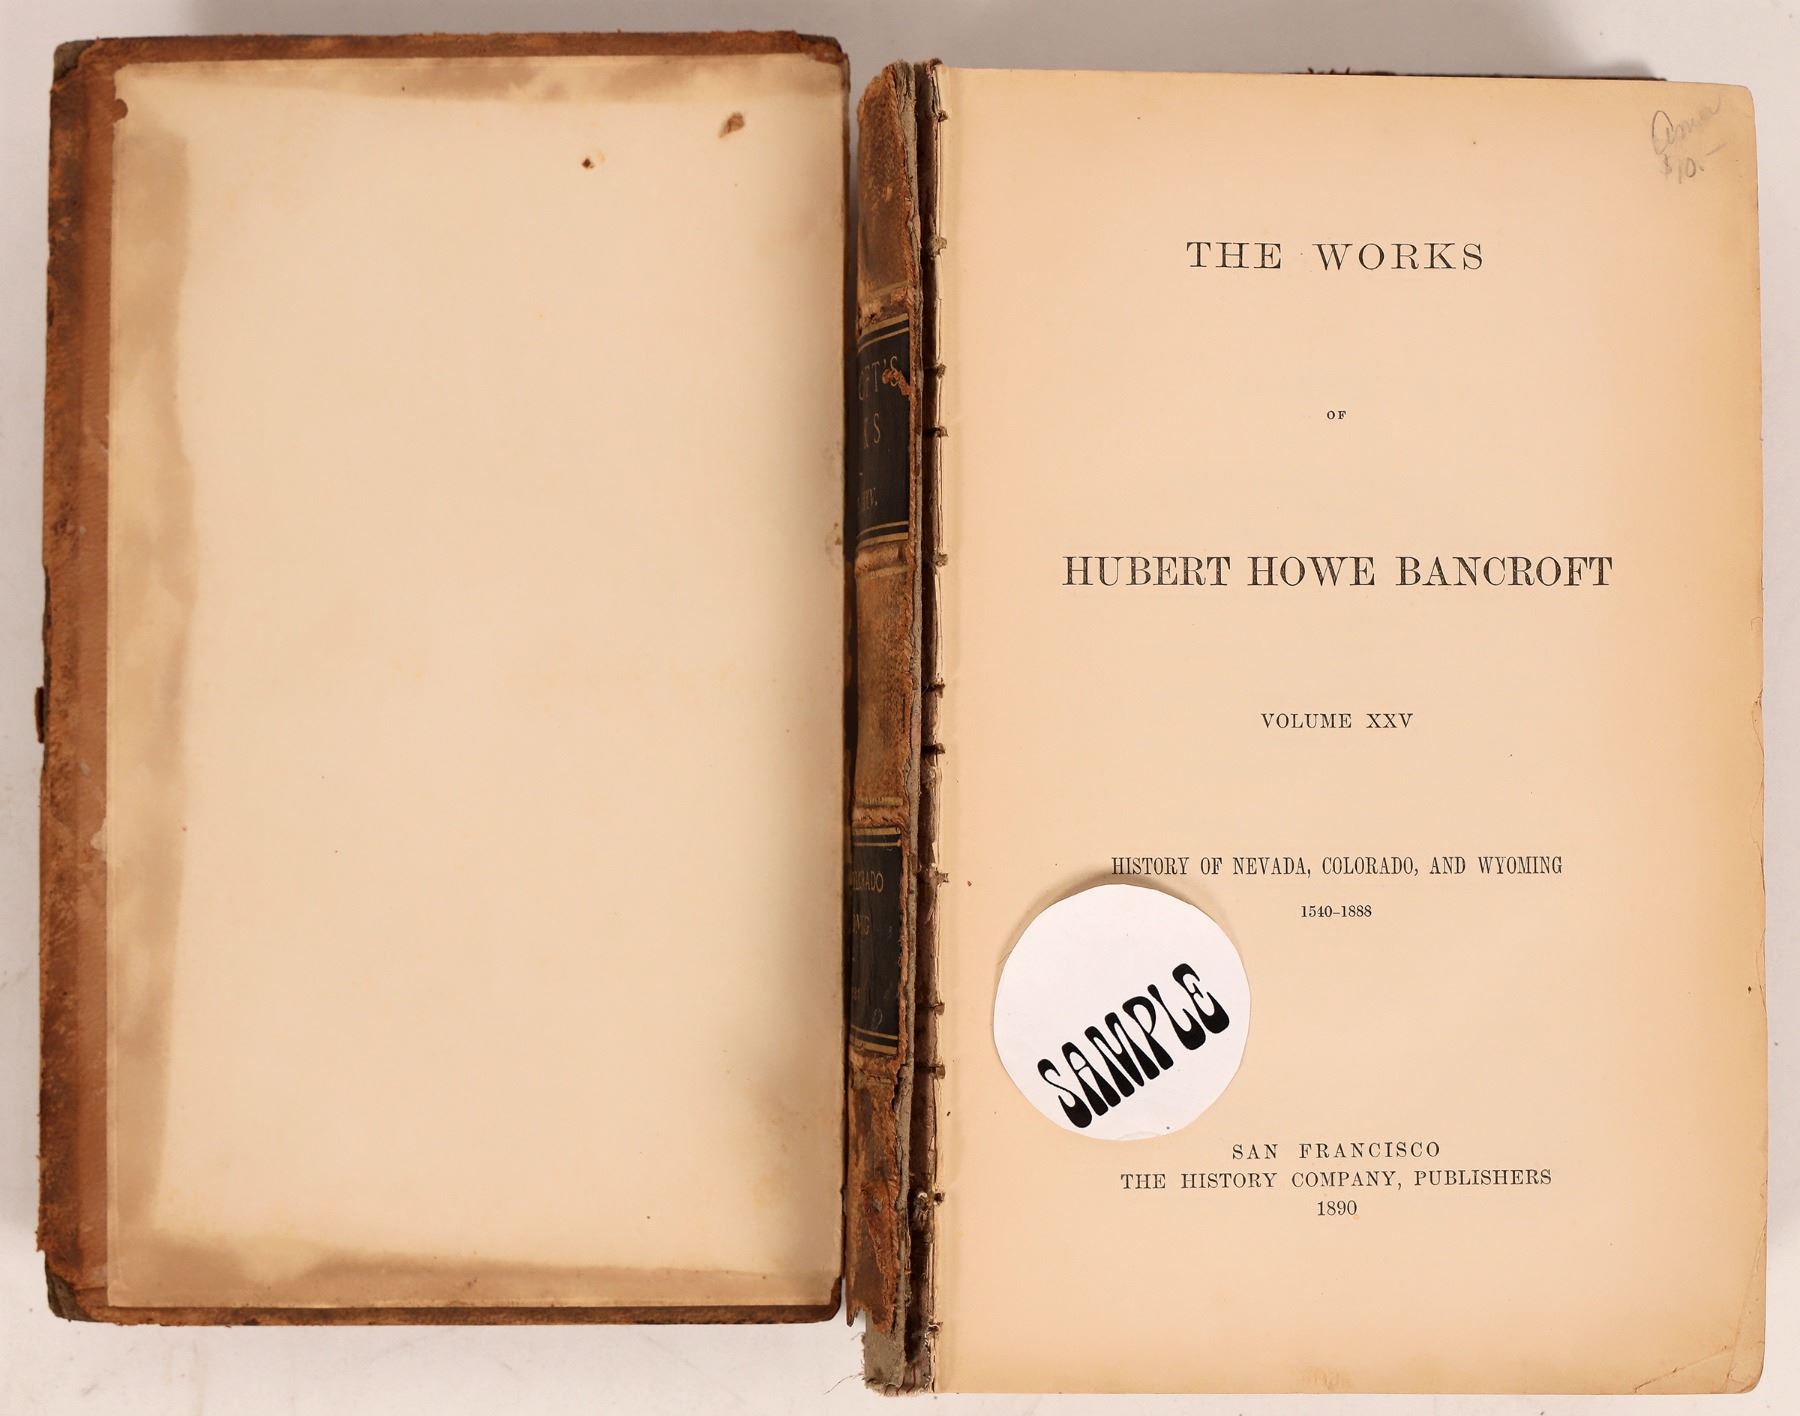 Ama
$10.—
THE WORKS
OF
HUBERT HOWE BANCROFT
VOLUME XXV
HISTORY OF NEVADA, COLORADO, AND WYOMING
1540–1888
SAMPLE
SAN FRANCISCO
THE HISTORY COMPANY, PUBLISHERS
1890